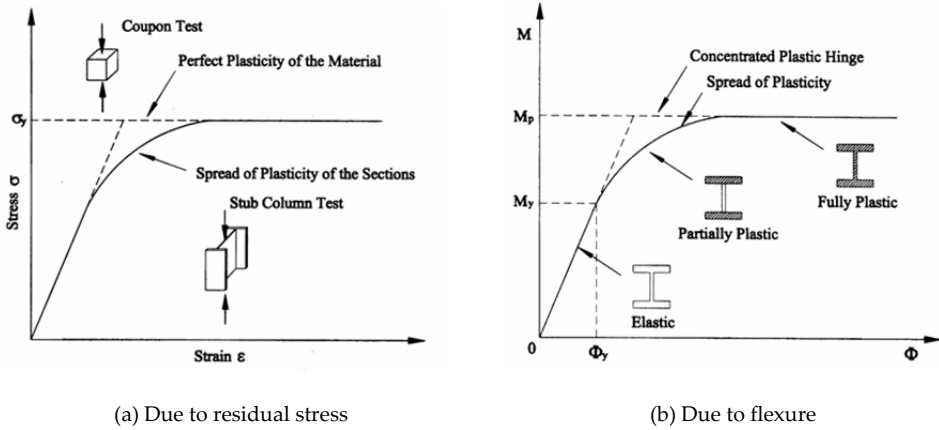 Coupon Test
Perfect Plasticity of the Material
σy
Spread of Plasticity of the Sections
Stub Column Test
Stress σ
Strain ε
M
Concentrated Plastic Hinge
Spread of Plasticity
Mp
My
Fully Plastic
Partially Plastic
Elastic
0
Φy
Φ
(a) Due to residual stress
(b) Due to flexure